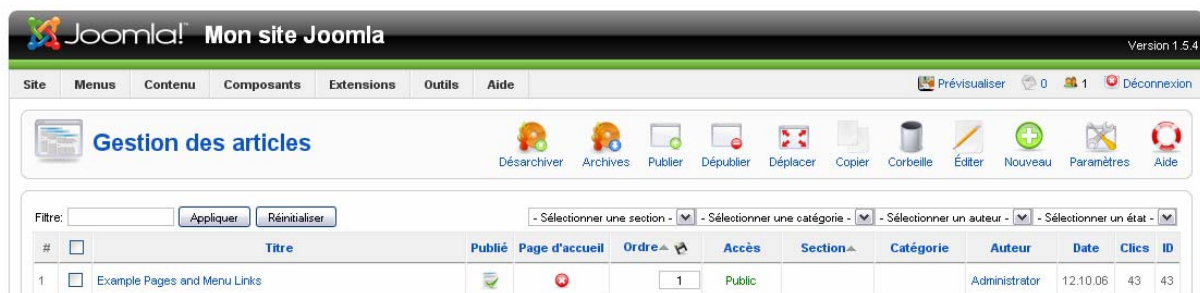 Joomla! Mon site Joomla
Version 1.5.4
Site Menus Contenu Composants Extensions Outils Aide Prévisualiser 0 1 Déconnexion
Gestion des articles
Désarchiver Archives Publier Dépublier Déplacer Copier Corbeille Éditer Nouveau Paramètres Aide
Filtre: Appliquer Réinitialiser - Sélectionner une section - - Sélectionner une catégorie - - Sélectionner un auteur - - Sélectionner un état -
# Titre Publié Page d'accueil Ordre Accès Section Catégorie Auteur Date Clics ID
1 Example Pages and Menu Links 1 Public Administrator 12.10.06 43 43